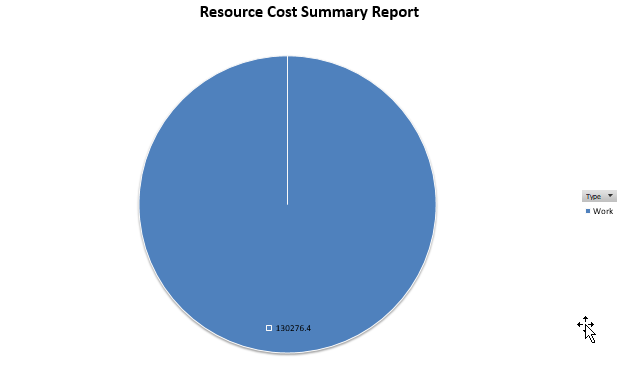 Resource Cost Summary Report
Type
Work
130276.4